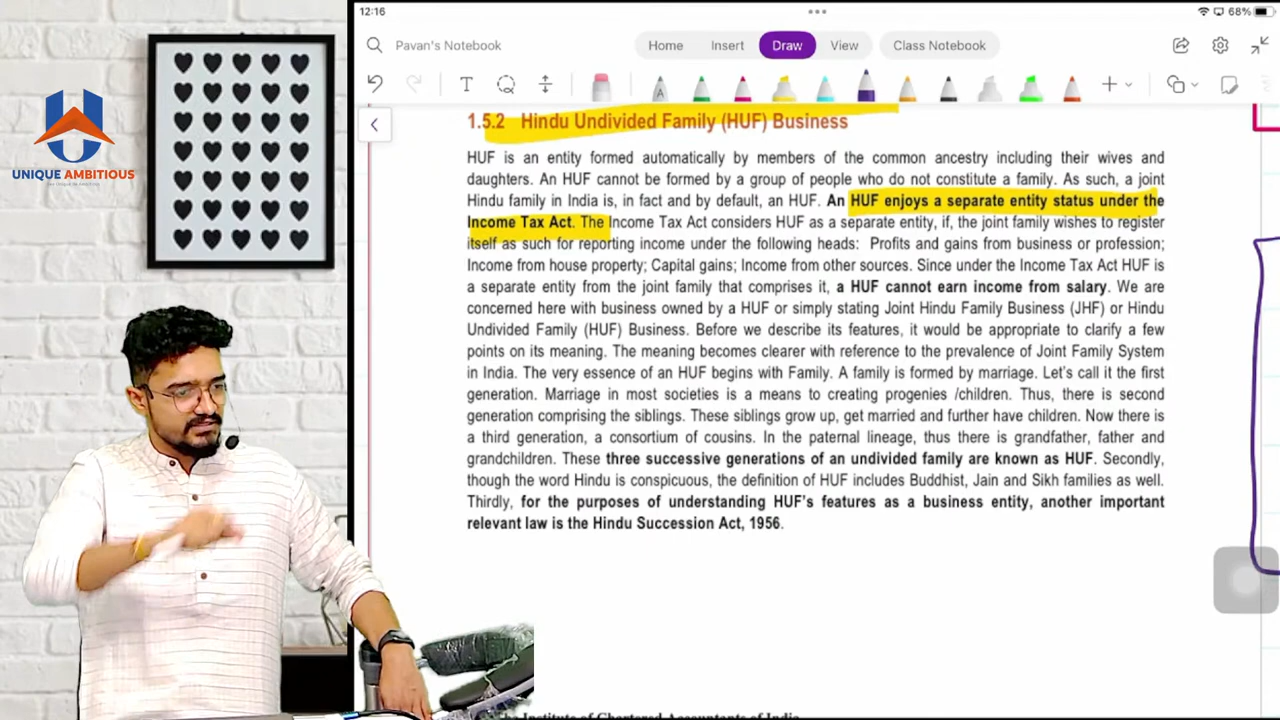 12:16
68%
Pavan's Notebook
Home
Insert
Draw
View
Class Notebook
UNIQUE AMBITIOUS
1.5.2 Hindu Undivided Family (HUF) Business
HUF is an entity formed automatically by members of the common ancestry including their wives and
daughters. An HUF cannot be formed by a group of people who do not constitute a family. As such, a joint
Hindu family in India is, in fact and by default, an HUF. An HUF enjoys a separate entity status under the
Income Tax Act. The Income Tax Act considers HUF as a separate entity, if, the joint family wishes to register
itself as such for reporting income under the following heads: Profits and gains from business or profession;
Income from house property; Capital gains; Income from other sources. Since under the Income Tax Act HUF is
a separate entity from the joint family that comprises it, a HUF cannot earn income from salary. We are
concerned here with business owned by a HUF or simply stating Joint Hindu Family Business (JHF) or Hindu
Undivided Family (HUF) Business. Before we describe its features, it would be appropriate to clarify a few
points on its meaning. The meaning becomes clearer with reference to the prevalence of Joint Family System
in India. The very essence of an HUF begins with Family. A family is formed by marriage. Let's call it the first
generation. Marriage in most societies is a means to creating progenies /children. Thus, there is second
generation comprising the siblings. These siblings grow up, get married and further have children. Now there is
a third generation, a consortium of cousins. In the paternal lineage, thus there is grandfather, father and
grandchildren. These three successive generations of an undivided family are known as HUF. Secondly,
though the word Hindu is conspicuous, the definition of HUF includes Buddhist, Jain and Sikh families as well.
Thirdly, for the purposes of understanding HUF's features as a business entity, another important
relevant law is the Hindu Succession Act, 1956.
Institute of Chartered Accountants of India